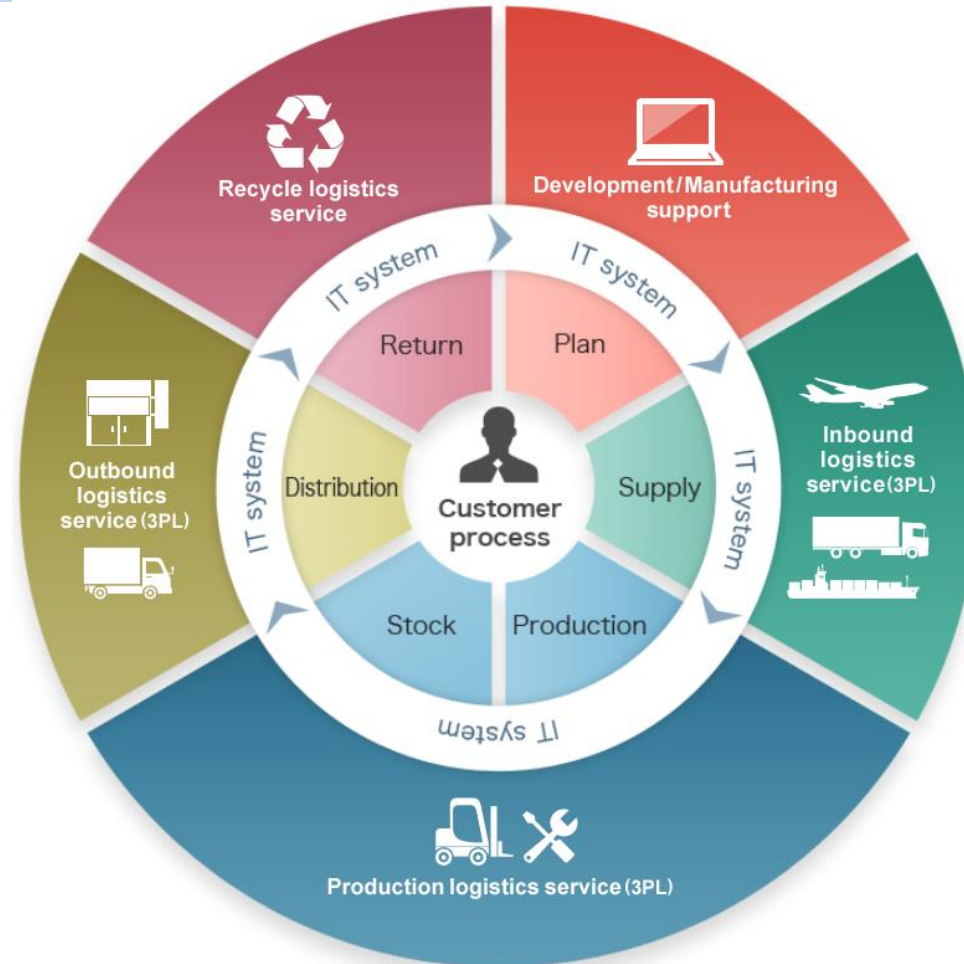 Recycle logistics
service
Development/Manufacturing
support
IT system
IT system
Return
Plan
Inbound
logistics
service(3PL)
Outbound
logistics
service(3PL)
IT system
Distribution
Customer
process
Supply
IT system
Stock
Production
IT system
Production logistics service(3PL)